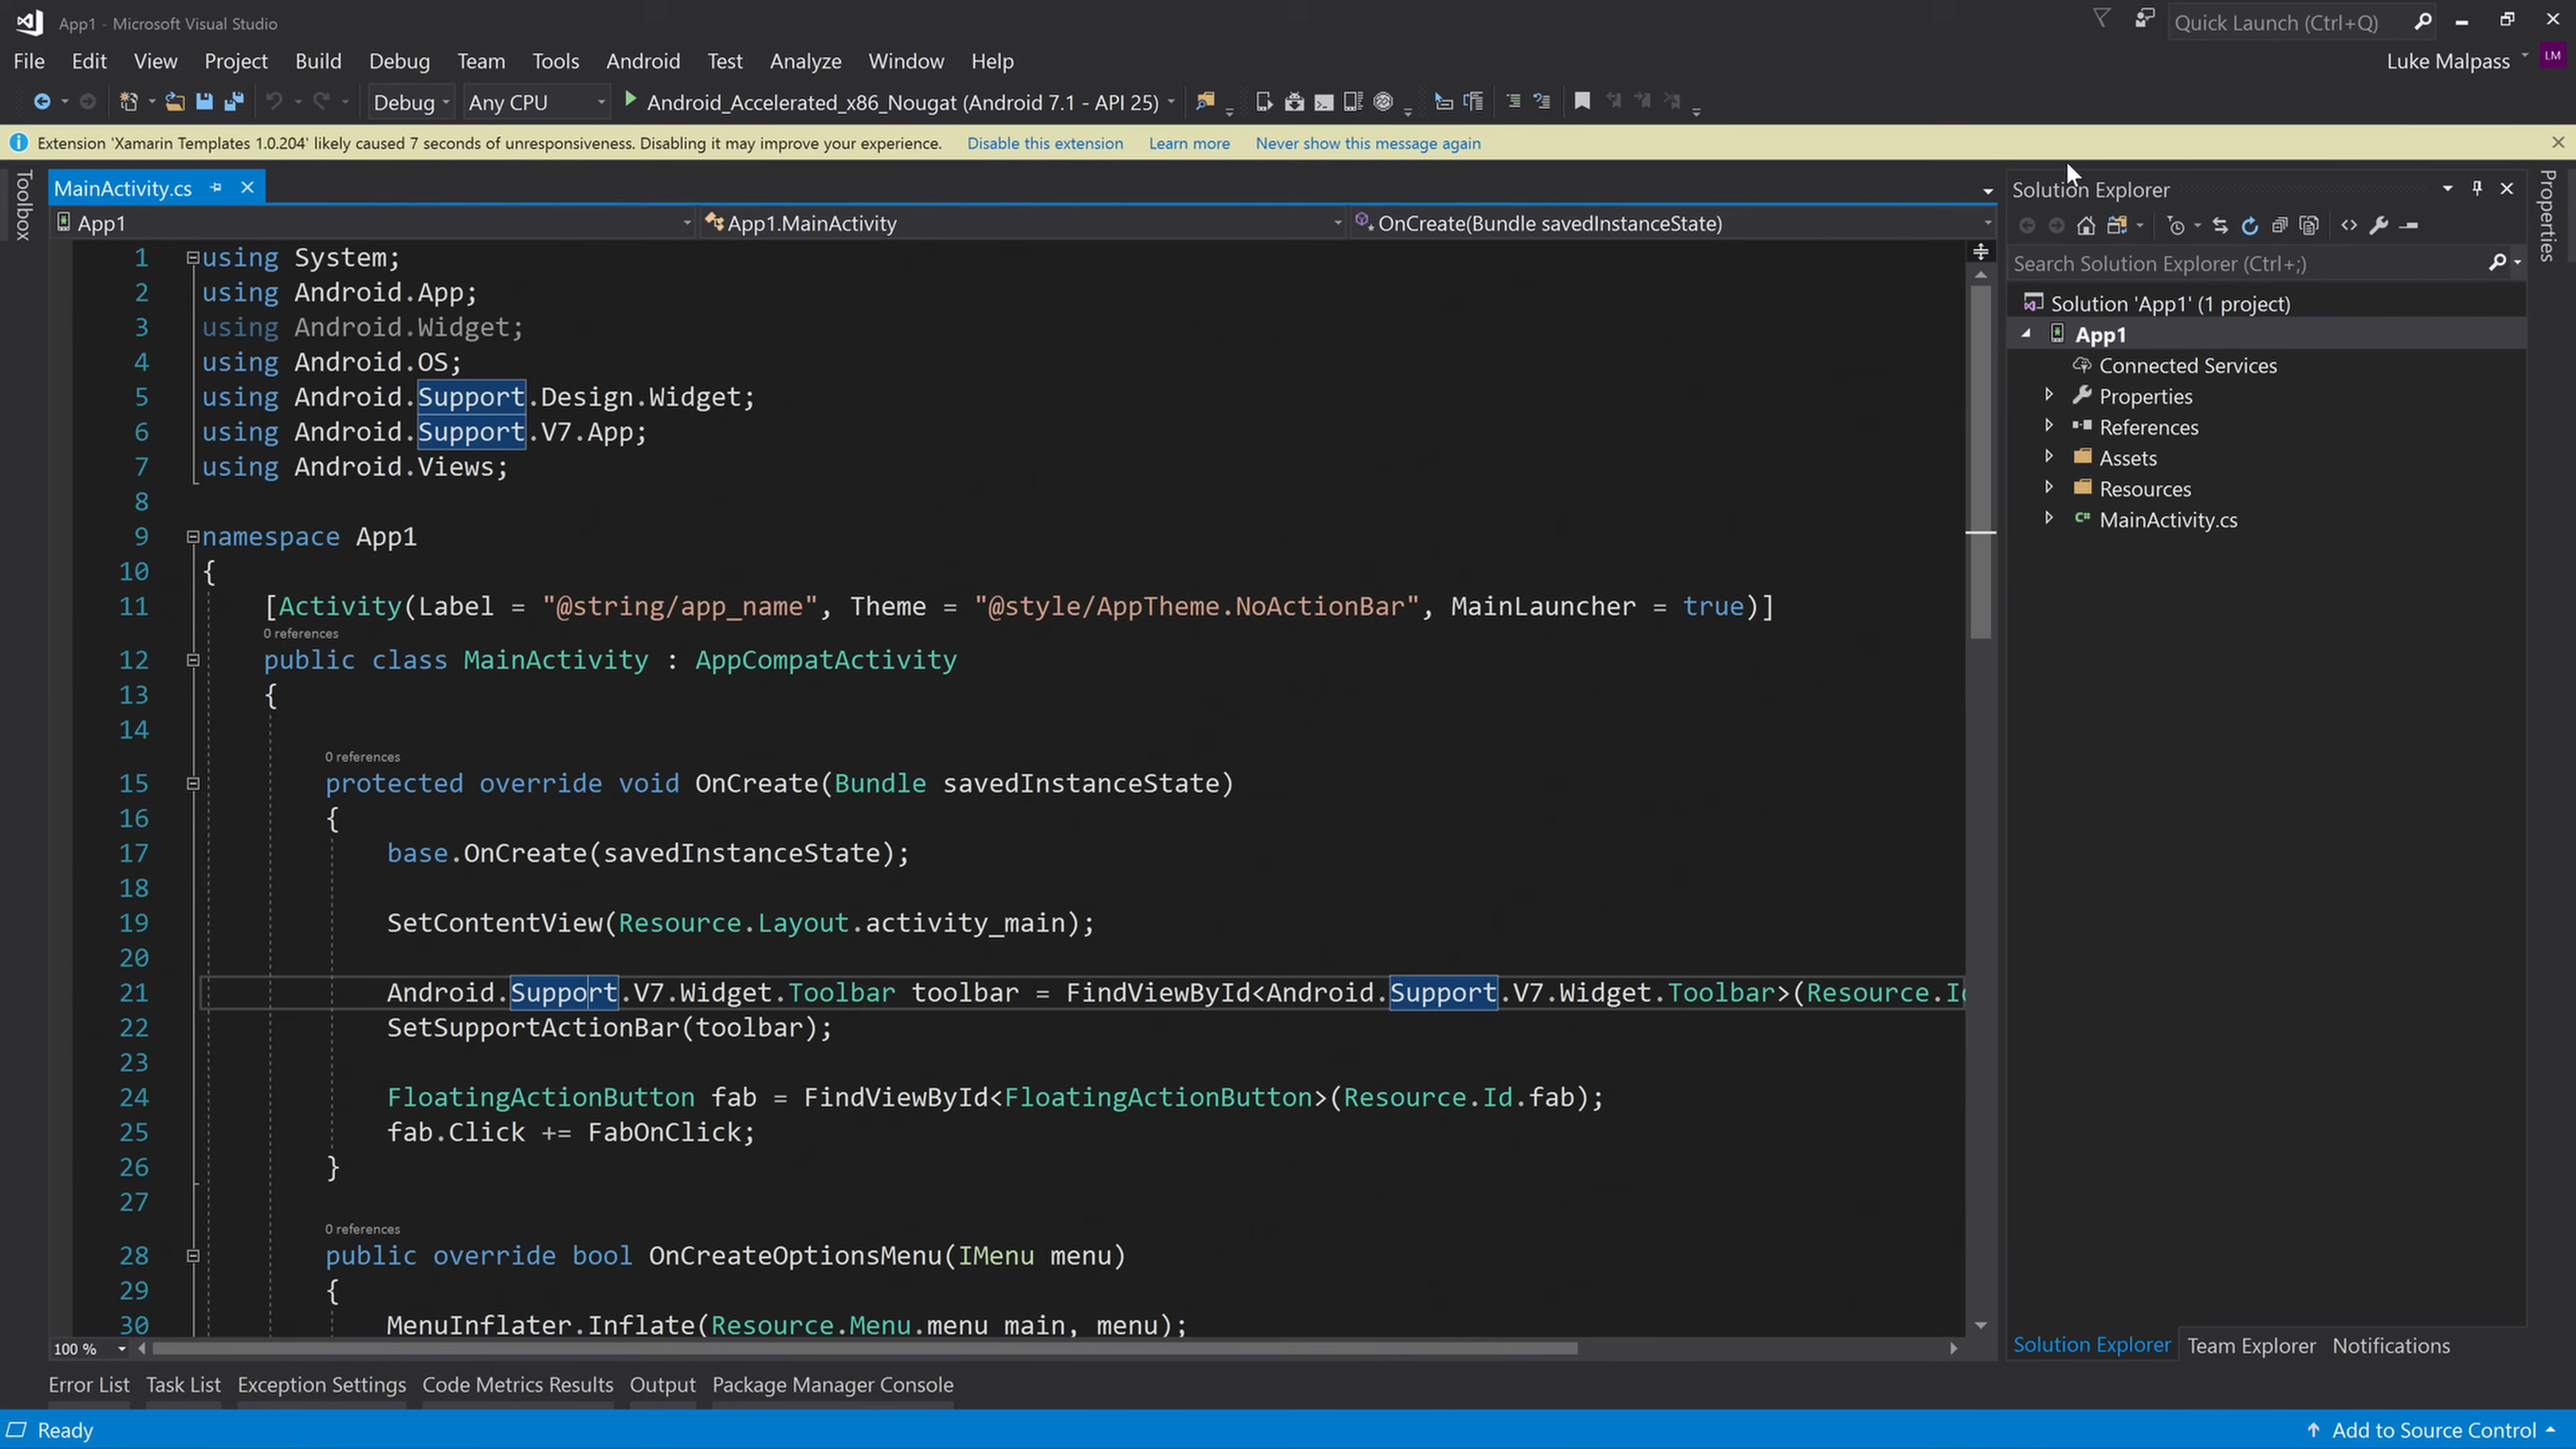 App1 - Microsoft Visual Studio
Quick Launch (Ctrl+Q)
File Edit View Project Build Debug Team Tools Android Test Analyze Window Help
Luke Malpass LM
Debug Any CPU Android_Accelerated_x86_Nougat (Android 7.1 - API 25)
Extension 'Xamarin Templates 1.0.204' likely caused 7 seconds of unresponsiveness. Disabling it may improve your experience. Disable this extension Learn more Never show this message again
Toolbox
MainActivity.cs
App1 App1.MainActivity OnCreate(Bundle savedInstanceState)
1 using System;
2 using Android.App;
3 using Android.Widget;
4 using Android.OS;
5 using Android.Support.Design.Widget;
6 using Android.Support.V7.App;
7 using Android.Views;
8
9 namespace App1
10 {
11 [Activity(Label = "@string/app_name", Theme = "@style/AppTheme.NoActionBar", MainLauncher = true)]
0 references
12 public class MainActivity : AppCompatActivity
13 {
14
0 references
15 protected override void OnCreate(Bundle savedInstanceState)
16 {
17 base.OnCreate(savedInstanceState);
18
19 SetContentView(Resource.Layout.activity_main);
20
21 Android.Support.V7.Widget.Toolbar toolbar = FindViewById<Android.Support.V7.Widget.Toolbar>(Resource.Id
22 SetSupportActionBar(toolbar);
23
24 FloatingActionButton fab = FindViewById<FloatingActionButton>(Resource.Id.fab);
25 fab.Click += FabOnClick;
26 }
27
0 references
28 public override bool OnCreateOptionsMenu(IMenu menu)
29 {
30 MenuInflater.Inflate(Resource.Menu.menu_main, menu);
100 %
Solution Explorer
Search Solution Explorer (Ctrl+;)
Solution 'App1' (1 project)
App1
Connected Services
Properties
References
Assets
Resources
C# MainActivity.cs
Solution Explorer Team Explorer Notifications
Properties
Error List Task List Exception Settings Code Metrics Results Output Package Manager Console
Ready
Add to Source Control